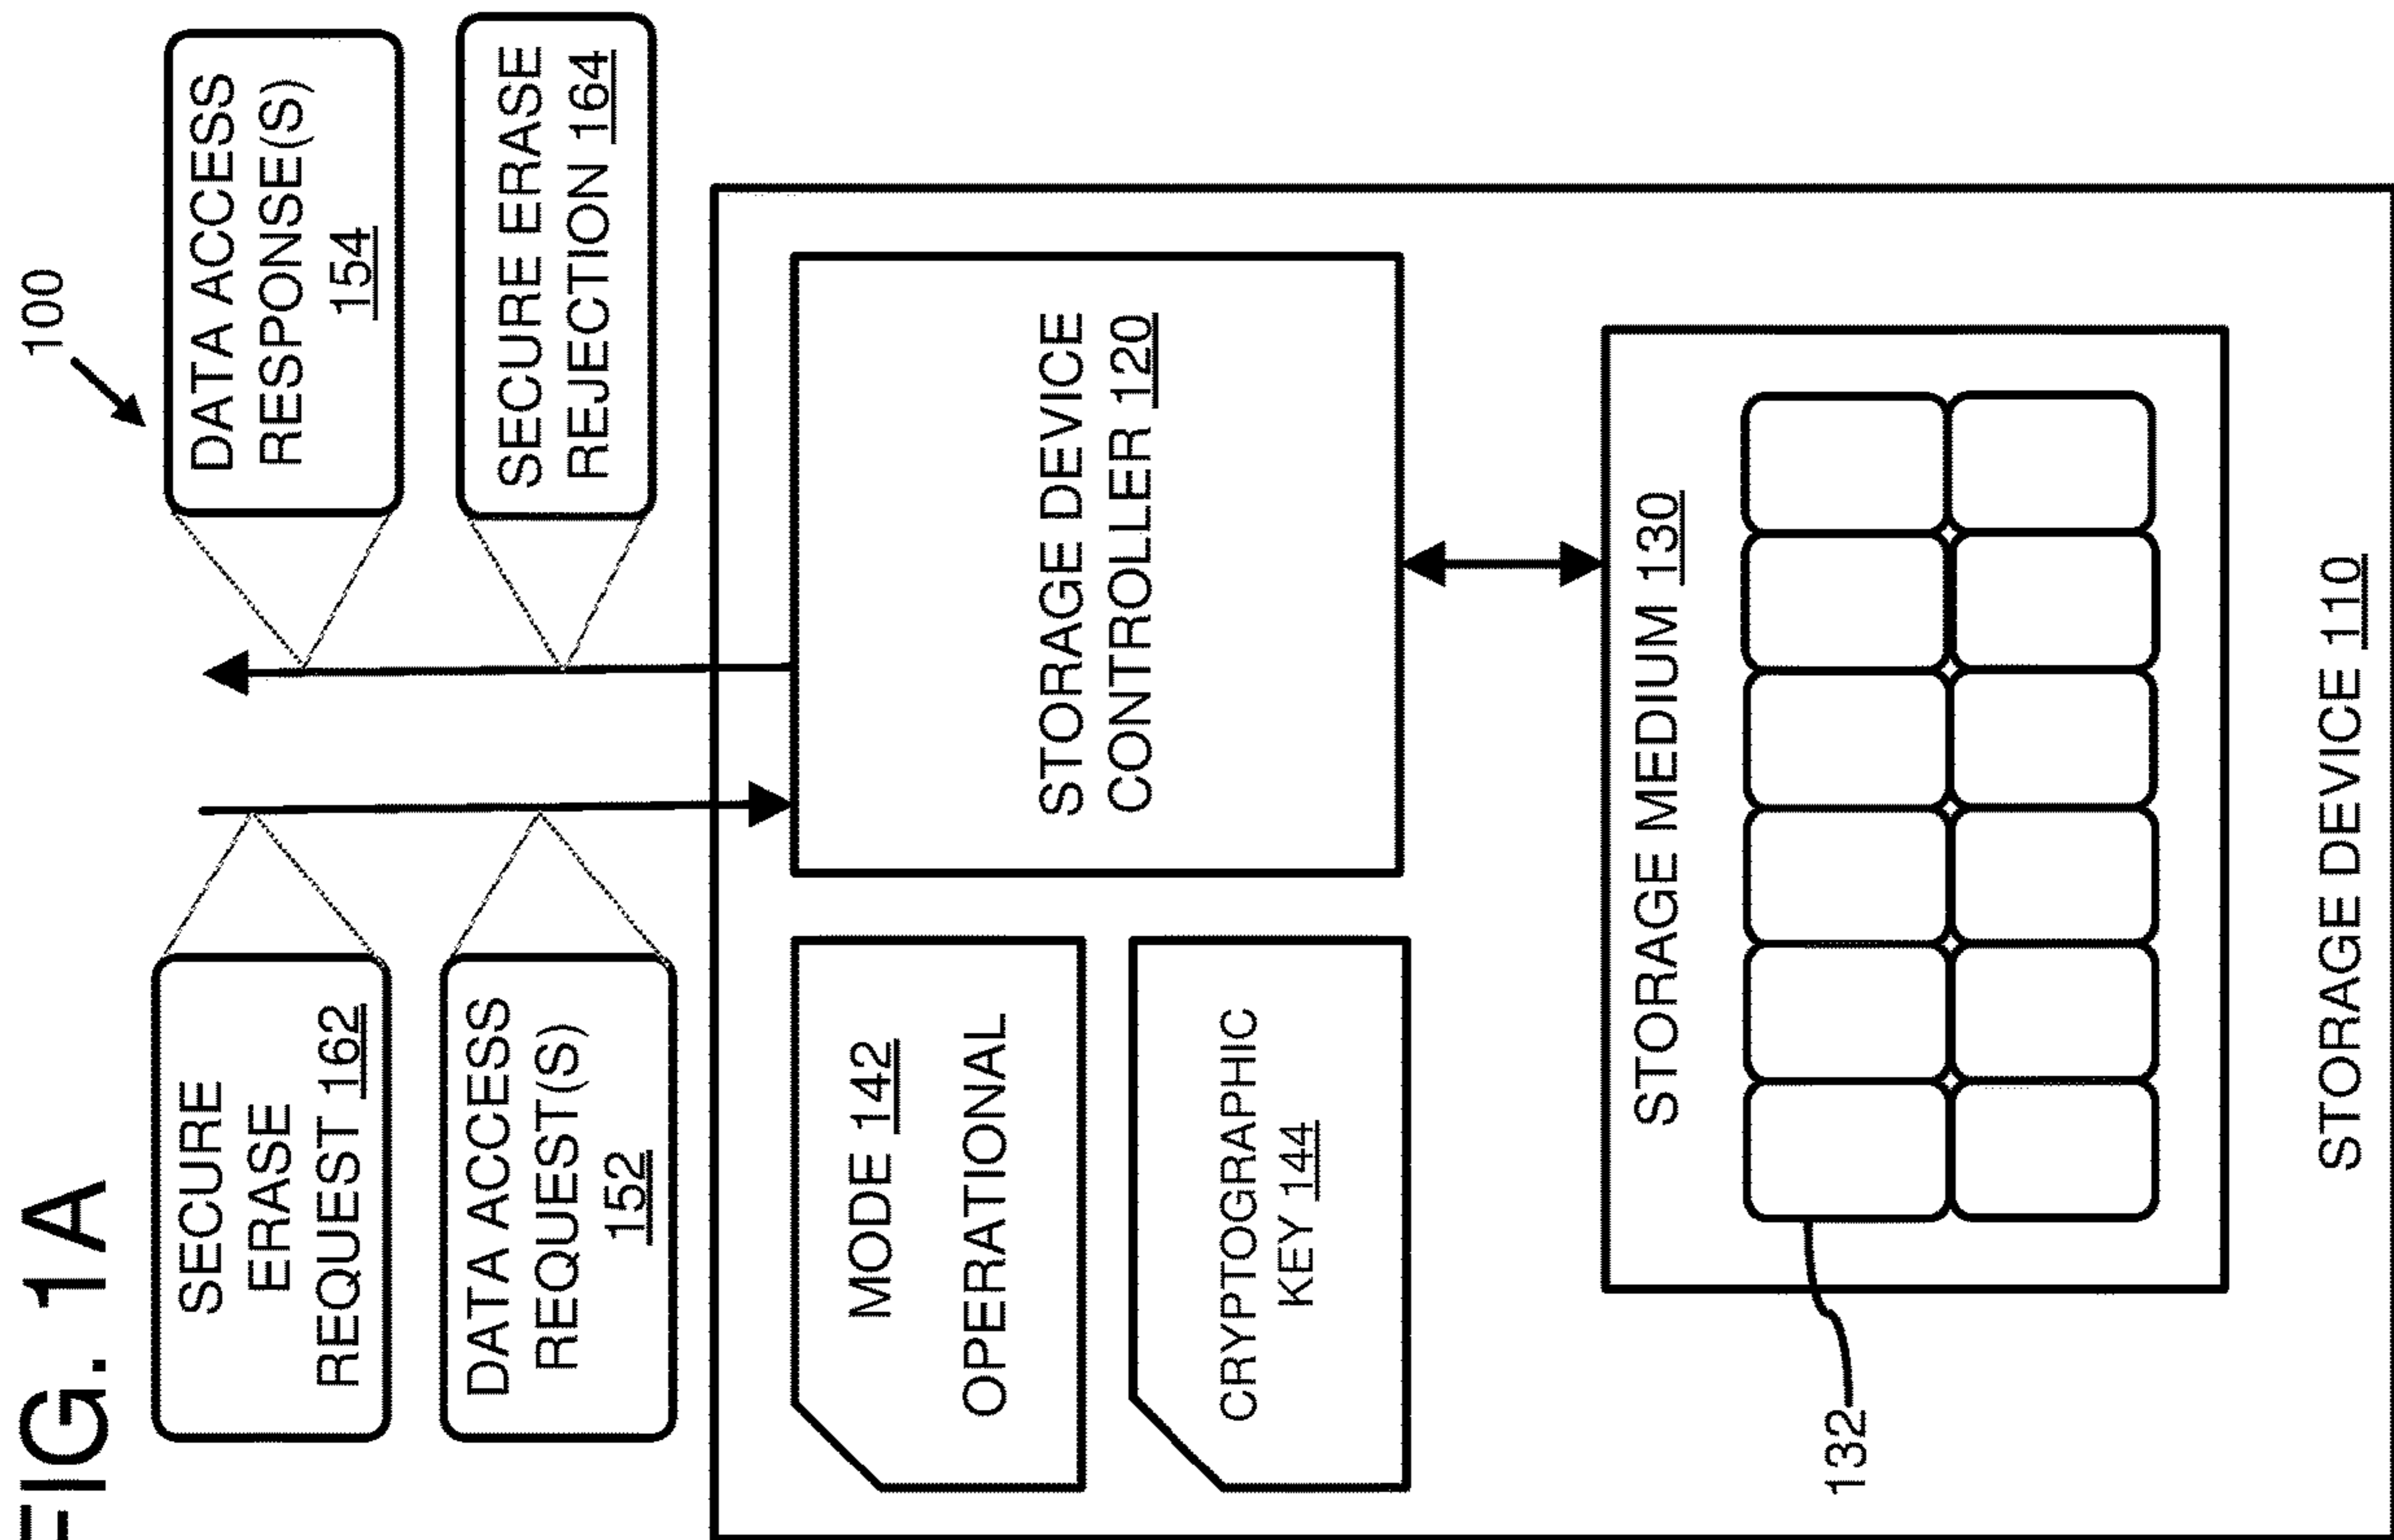 FIG. 1A
100
SECURE
ERASE
REQUEST 162
DATA ACCESS
REQUEST(S)
152
DATA ACCESS
RESPONSE(S)
154
SECURE ERASE
REJECTION 164
MODE 142
OPERATIONAL
CRYPTOGRAPHIC
KEY 144
STORAGE DEVICE
CONTROLLER 120
STORAGE MEDIUM 130
132
STORAGE DEVICE 110